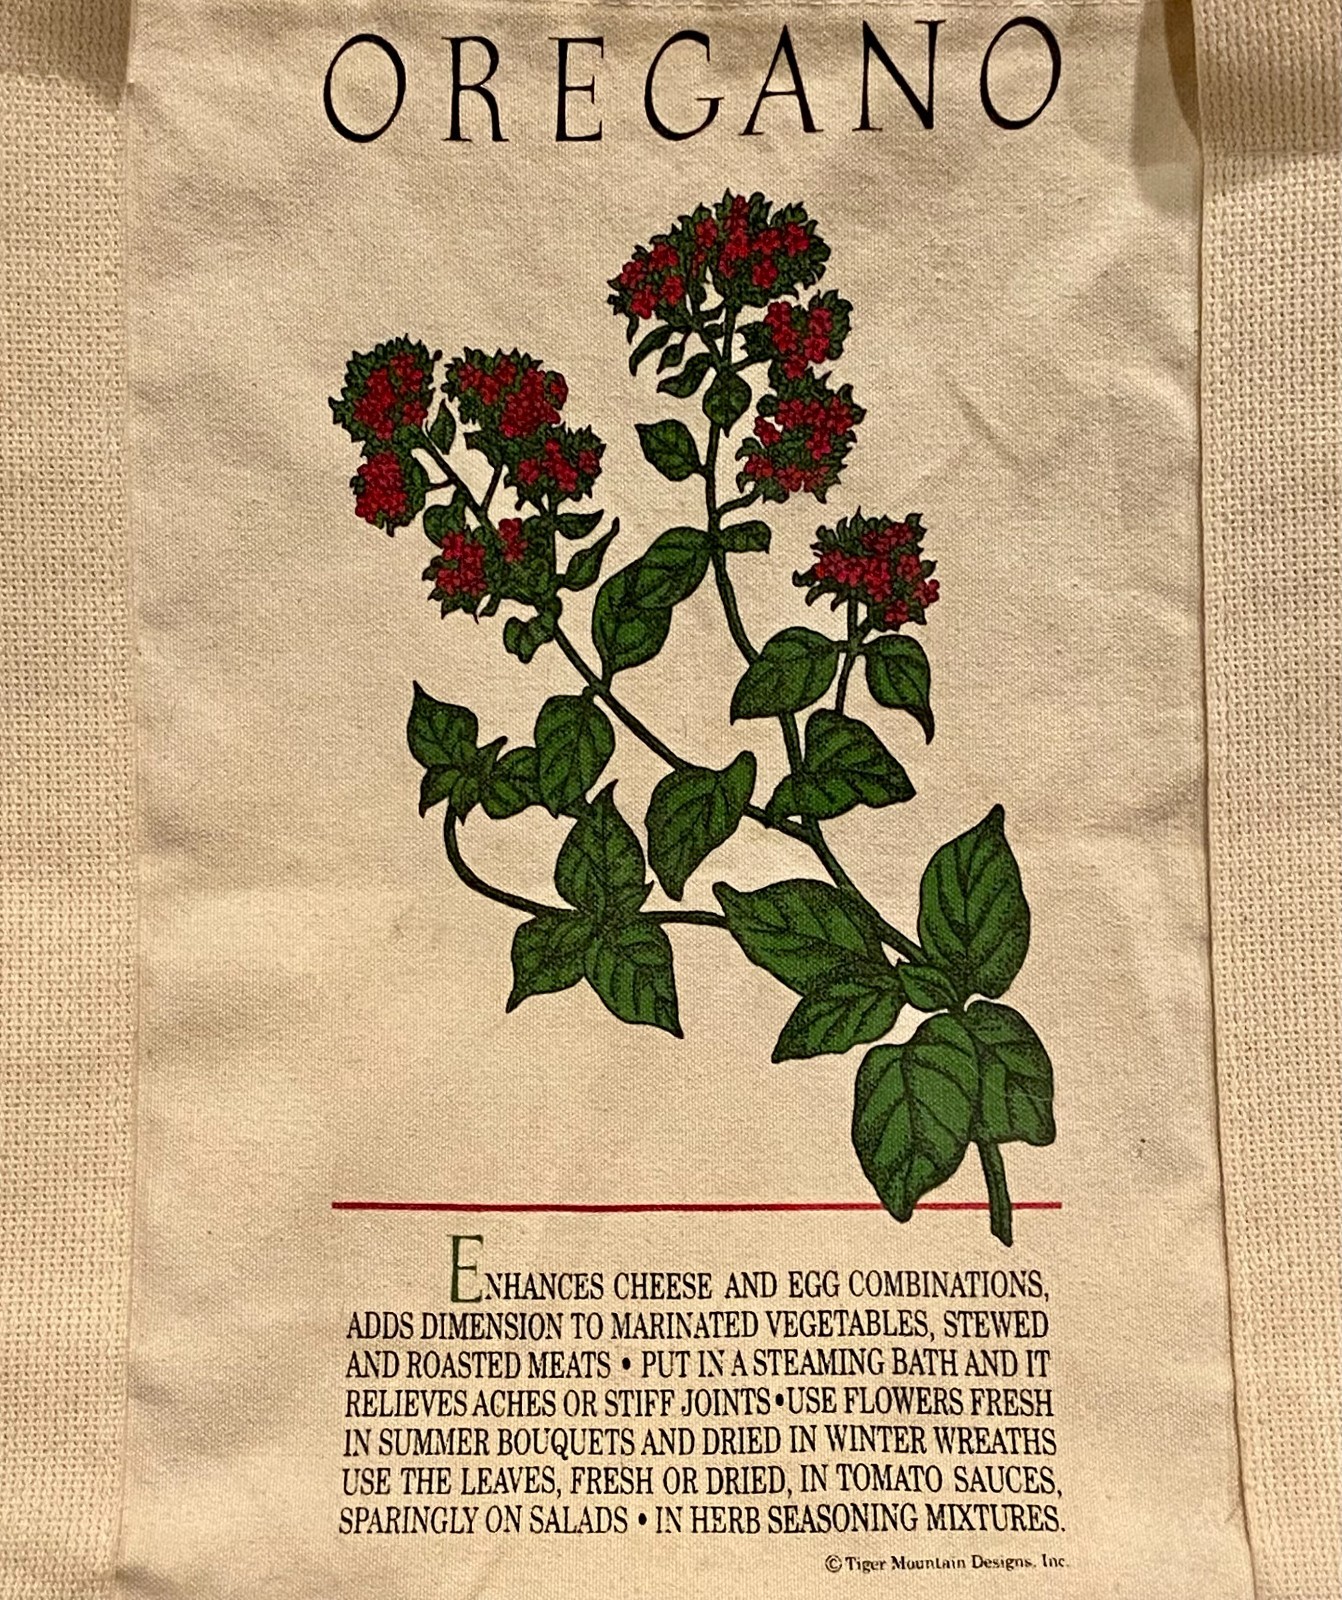 OREGANO
ENHANCES CHEESE AND EGG COMBINATIONS,
ADDS DIMENSION TO MARINATED VEGETABLES, STEWED
AND ROASTED MEATS • PUT IN A STEAMING BATH AND IT
RELIEVES ACHES OR STIFF JOINTS • USE FLOWERS FRESH
IN SUMMER BOUQUETS AND DRIED IN WINTER WREATHS
USE THE LEAVES, FRESH OR DRIED, IN TOMATO SAUCES,
SPARINGLY ON SALADS • IN HERB SEASONING MIXTURES.
© Tiger Mountain Designs, Inc.